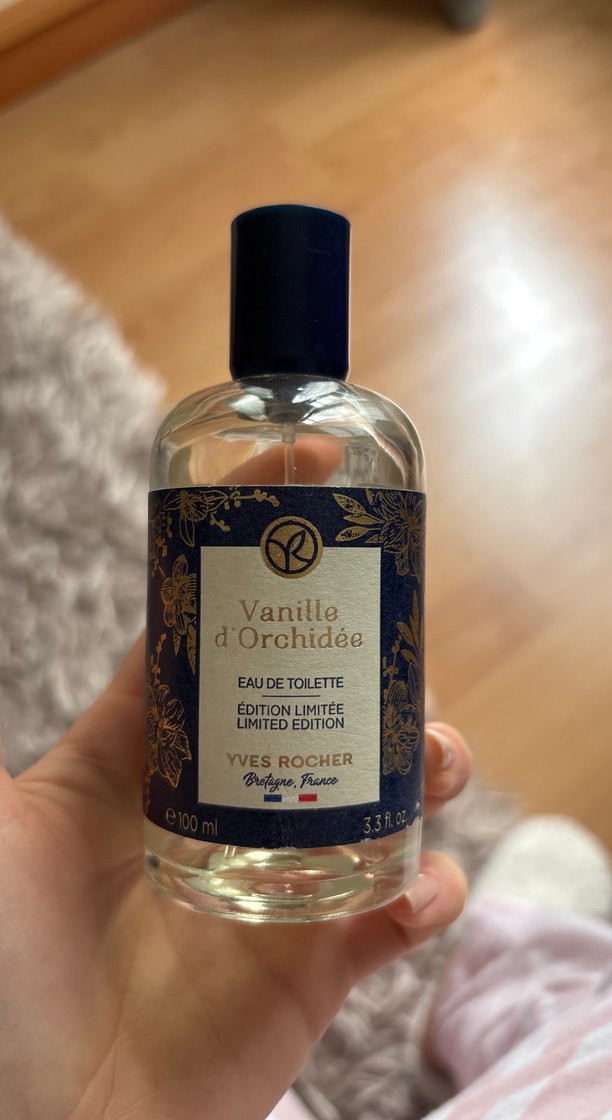 Vanille
d'Orchidée
EAU DE TOILETTE
ÉDITION LIMITÉE
LIMITED EDITION
YVES ROCHER
Bretagne, France
℮ 100 ml
3.3 fl. oz